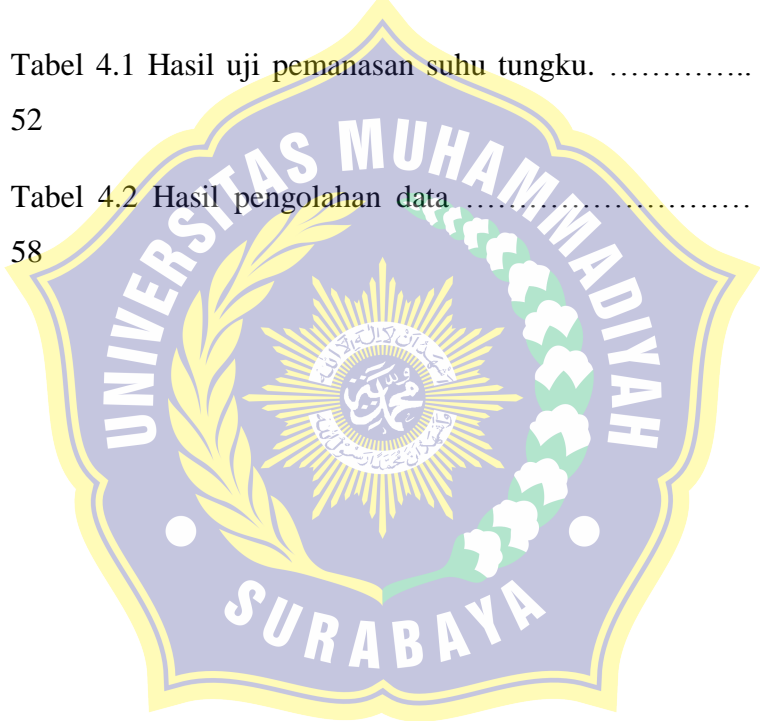 Tabel 4.1 Hasil uji pemanasan suhu tungku. …………..
52
Tabel 4.2 Hasil pengolahan data ………………………
58
UNIVERSITAS MUHAMMADIYAH
SURABAYA